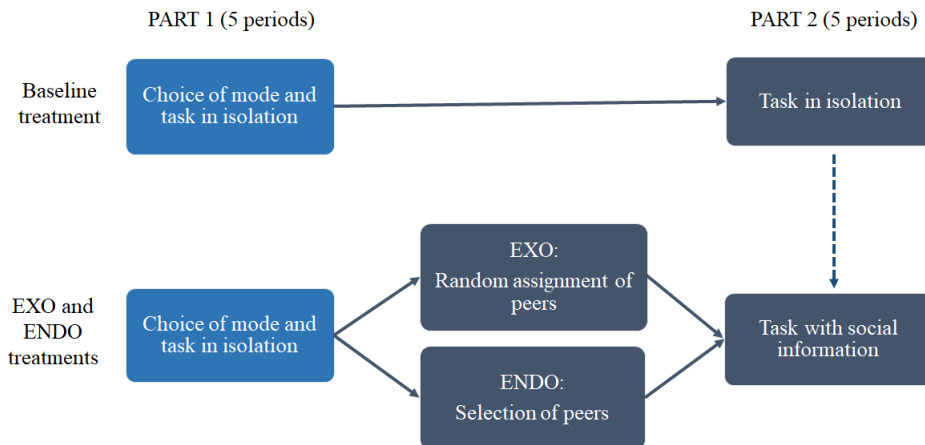 PART 1 (5 periods)
PART 2 (5 periods)
Baseline
treatment
Choice of mode and
task in isolation
Task in isolation
EXO and
ENDO
treatments
Choice of mode and
task in isolation
EXO:
Random assignment of
peers
ENDO:
Selection of peers
Task with social
information